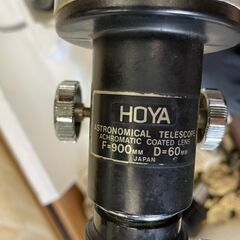 HOYA
ASTRONOMICAL TELESCOPE
ACHROMATIC COATED LENS
F=900MM D=60MM
JAPAN